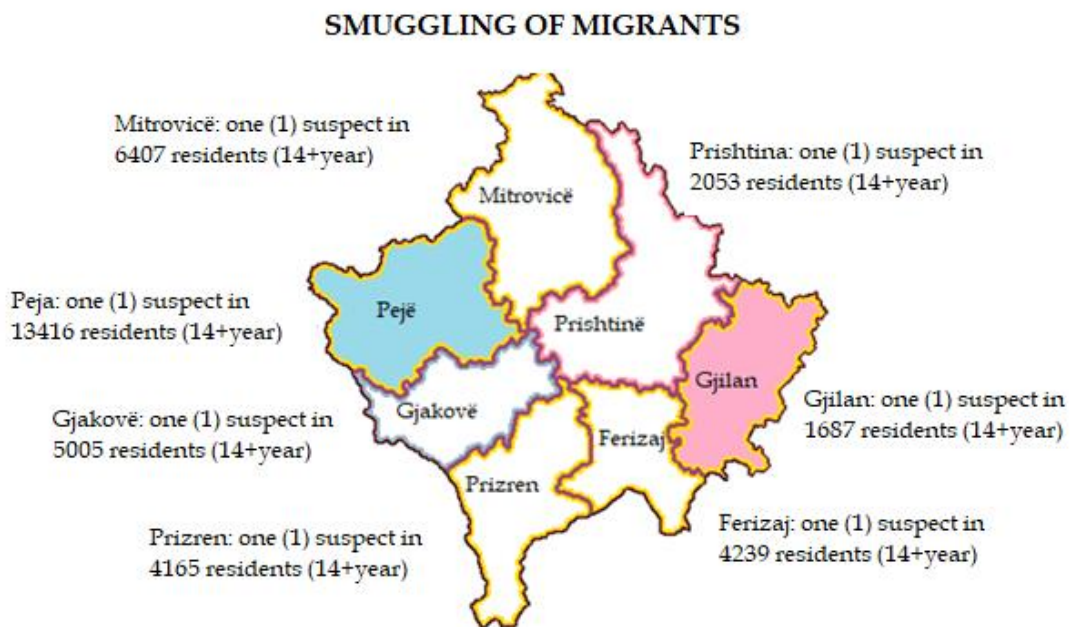 SMUGGLING OF MIGRANTS
Mitrovicë: one (1) suspect in
6407 residents (14+year)
Prishtina: one (1) suspect in
2053 residents (14+year)
Mitrovicë
Peja: one (1) suspect in
13416 residents (14+year)
Pejë
Prishtinë
Gjilan
Gjakovë: one (1) suspect in
5005 residents (14+year)
Gjakovë
Gjilan: one (1) suspect in
1687 residents (14+year)
Ferizaj
Prizren
Prizren: one (1) suspect in
4165 residents (14+year)
Ferizaj: one (1) suspect in
4239 residents (14+year)